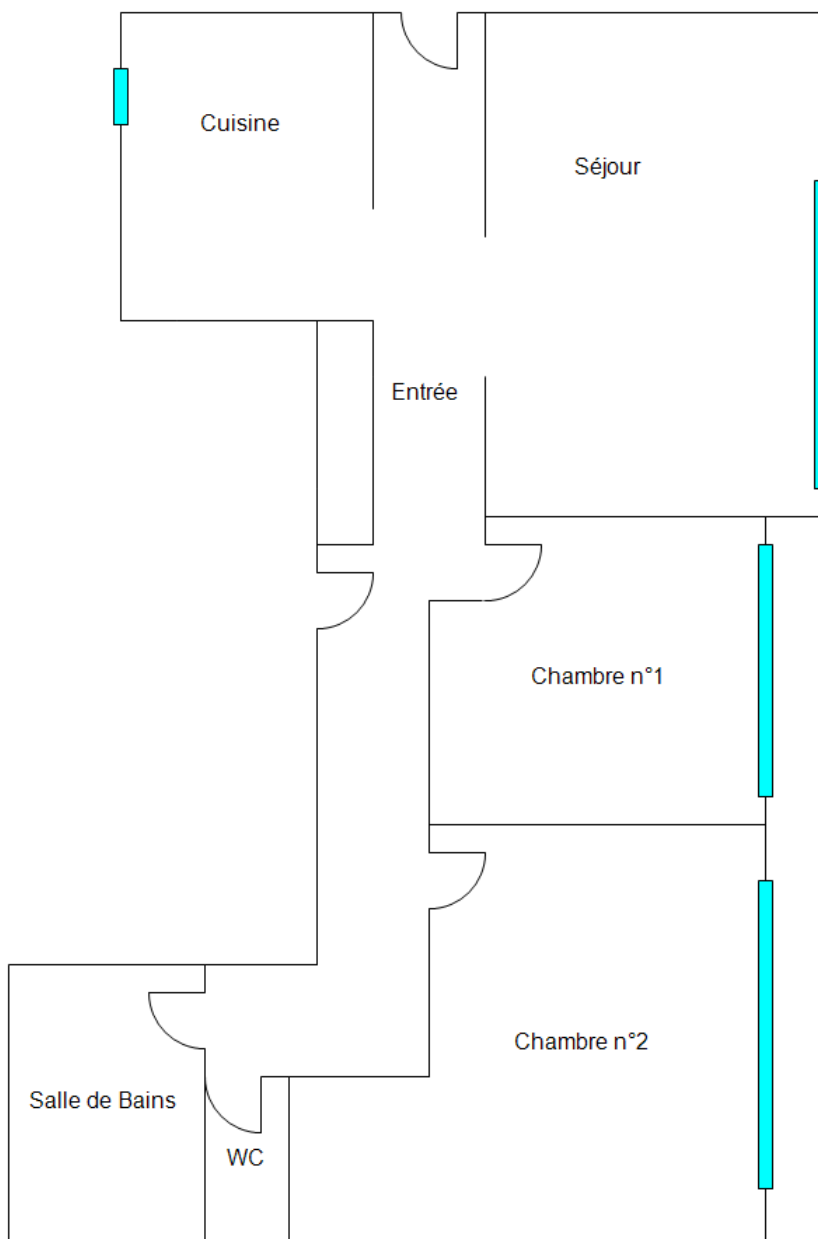 Cuisine
Séjour
Entrée
Chambre n°1
Chambre n°2
Salle de Bains
WC